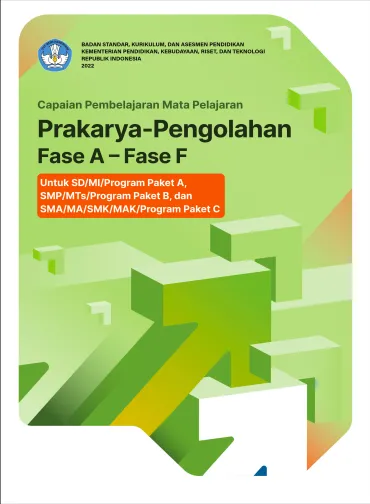 BADAN STANDAR, KURIKULUM, DAN ASESMEN PENDIDIKAN
KEMENTERIAN PENDIDIKAN, KEBUDAYAAN, RISET, DAN TEKNOLOGI
REPUBLIK INDONESIA
2022
Capaian Pembelajaran Mata Pelajaran
Prakarya-Pengolahan
Fase A – Fase F
Untuk SD/MI/Program Paket A,
SMP/MTs/Program Paket B, dan
SMA/MA/SMK/MAK/Program Paket C